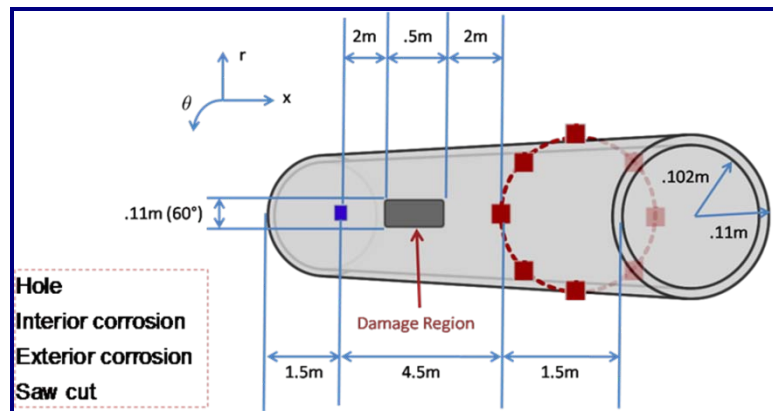 2m
.5m
2m
r
θ
x
.102m
.11m (60°)
.11m
Hole
Interior corrosion
Exterior corrosion
Saw cut
Damage Region
1.5m
4.5m
1.5m